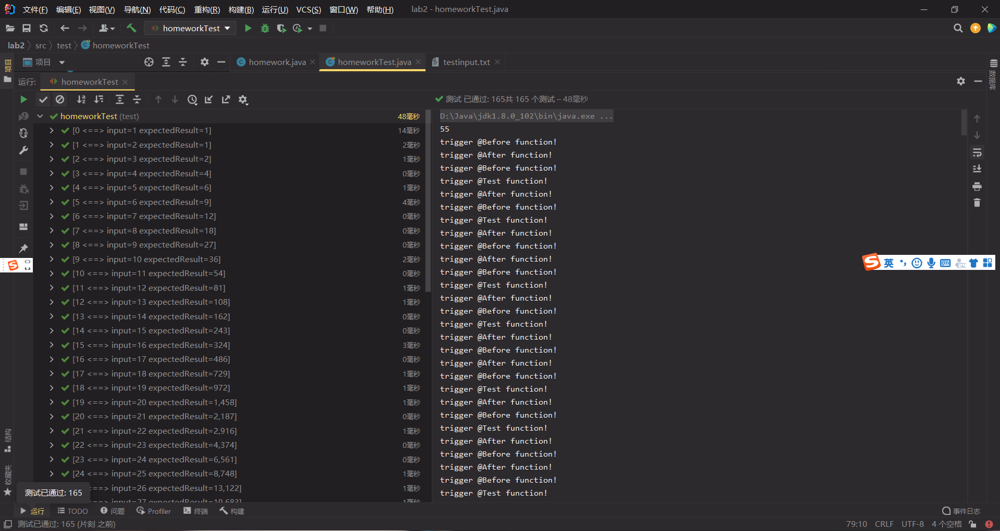 文件(F) 编辑(E) 视图(V) 导航(N) 代码(C) 重构(R) 构建(B) 运行(U) VCS(S) 窗口(W) 帮助(H) lab2 - homeworkTest.java
homeworkTest
lab2 src test homeworkTest
项目 项目 homework.java homeworkTest.java testinput.txt
数据库
运行: homeworkTest
测试 已通过: 165共 165 个测试 – 48毫秒
homeworkTest (test) 48毫秒
[0 <==> input=1 expectedResult=1] 14毫秒
[1 <==> input=2 expectedResult=1] 2毫秒
[2 <==> input=3 expectedResult=2] 1毫秒
[3 <==> input=4 expectedResult=4] 0毫秒
[4 <==> input=5 expectedResult=6] 1毫秒
[5 <==> input=6 expectedResult=9] 4毫秒
[6 <==> input=7 expectedResult=12] 0毫秒
[7 <==> input=8 expectedResult=18] 0毫秒
[8 <==> input=9 expectedResult=27] 0毫秒
[9 <==> input=10 expectedResult=36] 2毫秒
[10 <==> input=11 expectedResult=54] 0毫秒
[11 <==> input=12 expectedResult=81] 1毫秒
[12 <==> input=13 expectedResult=108] 1毫秒
[13 <==> input=14 expectedResult=162] 0毫秒
[14 <==> input=15 expectedResult=243] 0毫秒
[15 <==> input=16 expectedResult=324] 3毫秒
[16 <==> input=17 expectedResult=486] 0毫秒
[17 <==> input=18 expectedResult=729] 1毫秒
[18 <==> input=19 expectedResult=972] 1毫秒
[19 <==> input=20 expectedResult=1,458] 1毫秒
[20 <==> input=21 expectedResult=2,187] 0毫秒
[21 <==> input=22 expectedResult=2,916] 1毫秒
[22 <==> input=23 expectedResult=4,374] 0毫秒
[23 <==> input=24 expectedResult=6,561] 0毫秒
[24 <==> input=25 expectedResult=8,748] 1毫秒
<==> input=26 expectedResult=13,122] 1毫秒
<==> input=27 expectedResult=19,683] 1毫秒
D:\Java\jdk1.8.0_102\bin\java.exe ...
55
trigger @Before function!
trigger @After function!
trigger @Before function!
trigger @Test function!
trigger @After function!
trigger @Before function!
trigger @Test function!
trigger @After function!
trigger @Before function!
trigger @After function!
trigger @Before function!
trigger @Test function!
trigger @After function!
trigger @Before function!
trigger @Test function!
trigger @After function!
trigger @Before function!
trigger @After function!
trigger @Before function!
trigger @Test function!
trigger @After function!
trigger @Before function!
trigger @Test function!
trigger @After function!
trigger @Before function!
trigger @After function!
trigger @Before function!
trigger @Test function!
英
结构
收藏夹
测试已通过: 165
运行 TODO 问题 Profiler 终端 构建 事件日志
测试已通过: 165 (片刻 之前) 79:10 CRLF UTF-8 4 个空格